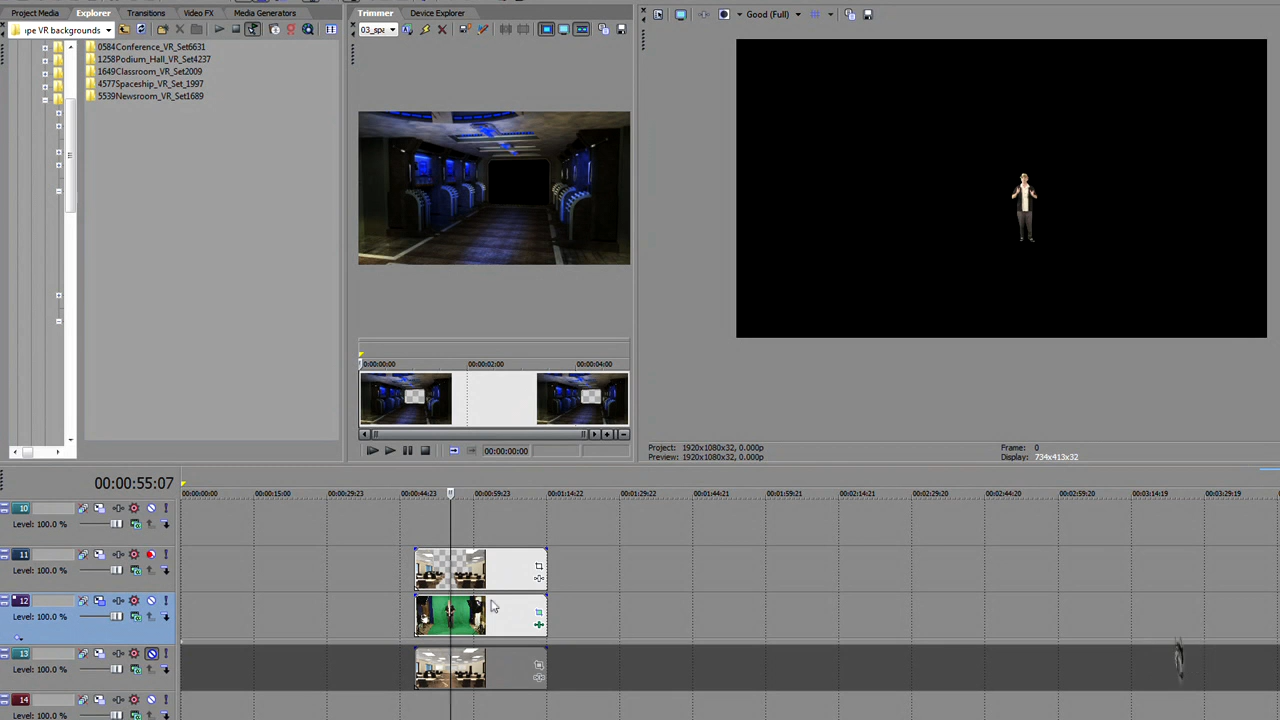 Project Media Explorer Transitions Video FX Media Generators
Trimmer Device Explorer
ape VR backgrounds
03_spa
Good (Full)
0584Conference_VR_Set6631
1258Podium_Hall_VR_Set4237
1649Classroom_VR_Set2009
4577Spaceship_VR_Set_1997
5539Newsroom_VR_Set1689
0:00:00:00 00:00:02:00 00:00:04:00
00:00:00:00
Project: 1920x1080x32, 0.000p Frame: 0
Preview: 1920x1080x32, 0.000p Display: 734x413x32
00:00:55:07
00:00:00:00 00:00:15:00 00:00:29:23 00:00:44:23 00:00:59:23 00:01:14:22 00:01:29:22 00:01:44:21 00:01:59:21 00:02:14:21 00:02:29:20 00:02:44:20 00:02:59:20 00:03:14:19 00:03:29:19
10
Level: 100.0 %
11
Level: 100.0 %
12
Level: 100.0 %
13
Level: 100.0 %
14
Level: 100.0 %